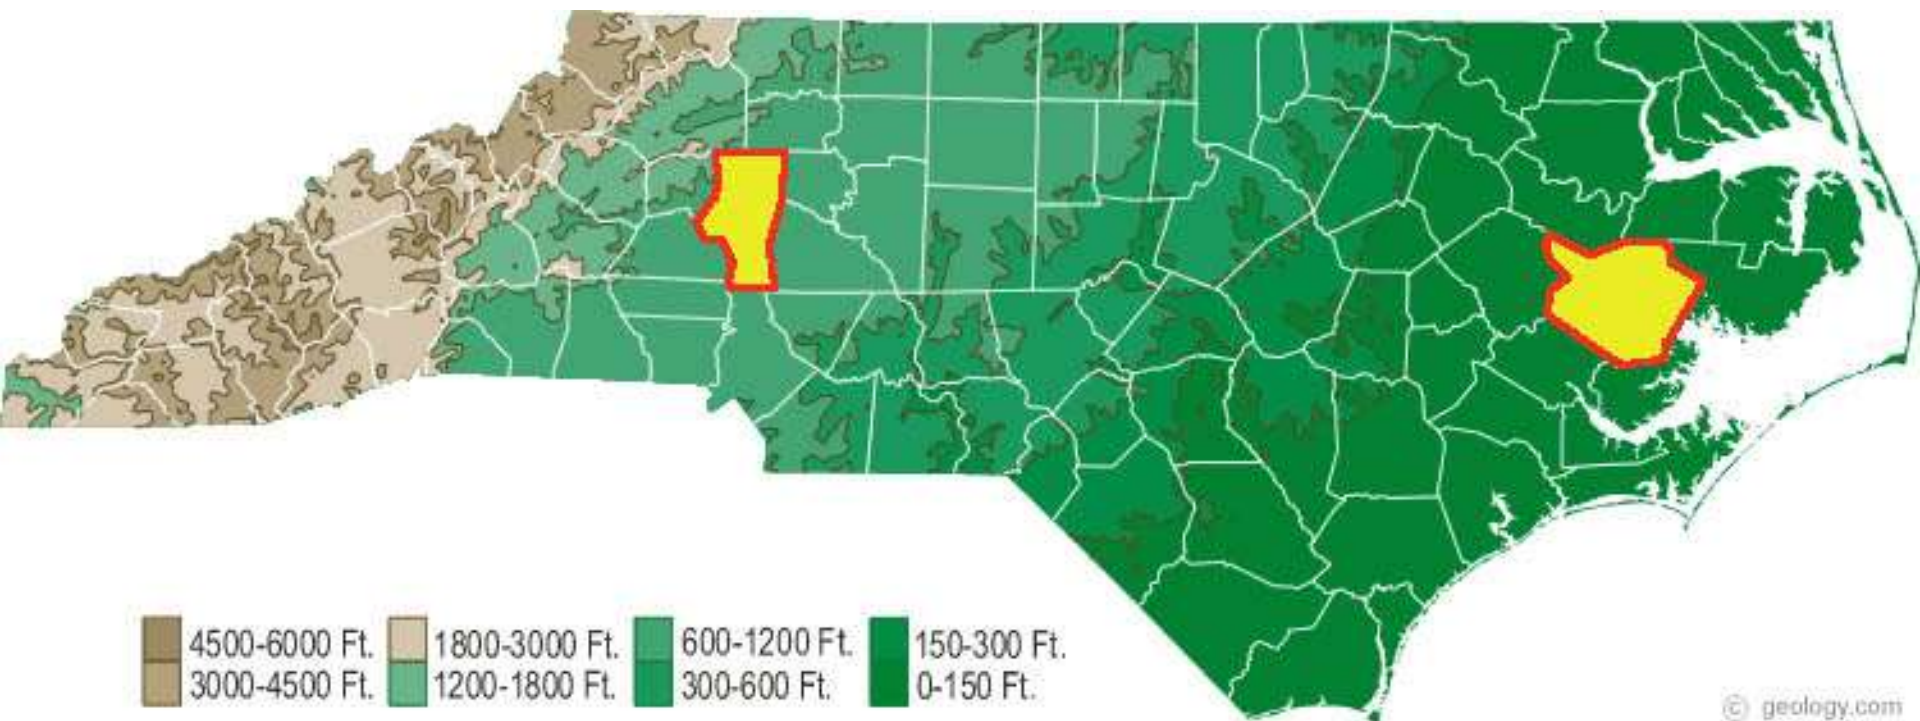 4500-6000 Ft.
3000-4500 Ft.
1800-3000 Ft.
1200-1800 Ft.
600-1200 Ft.
300-600 Ft.
150-300 Ft.
0-150 Ft.
© geology.com